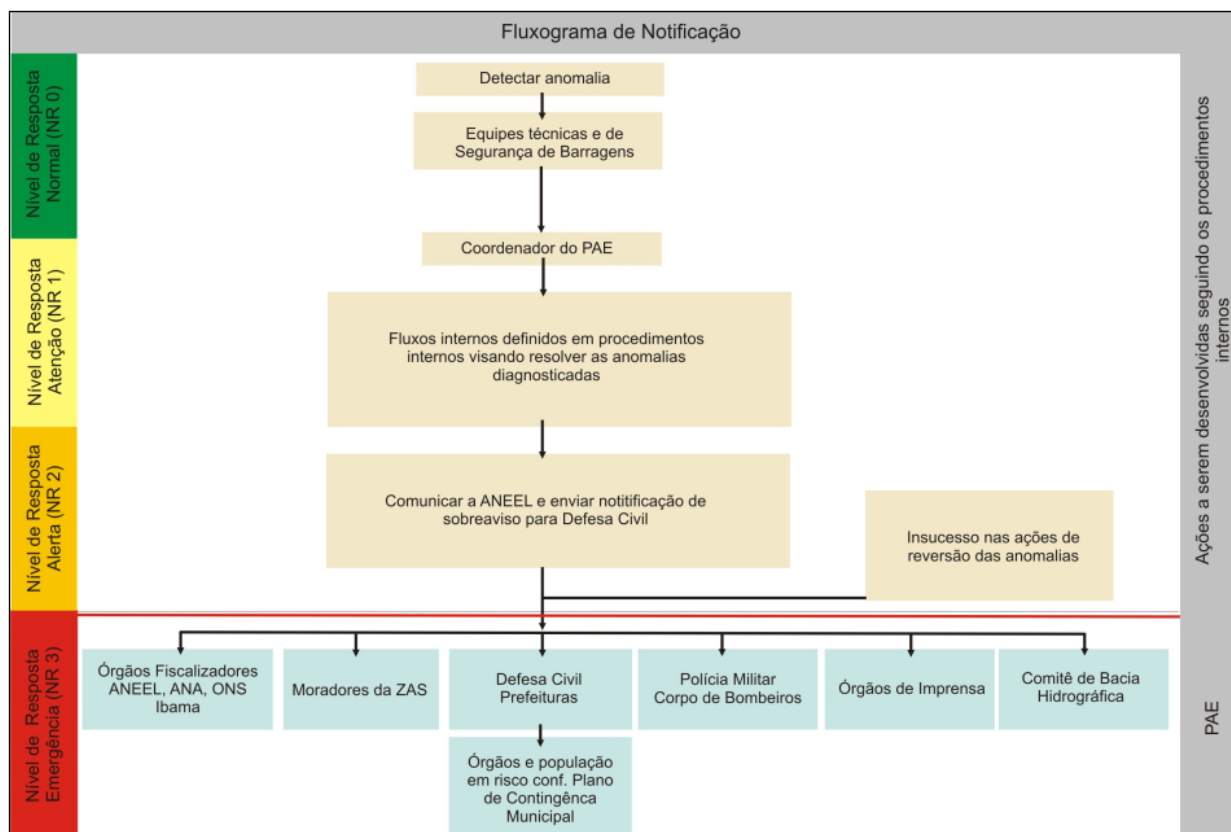 Fluxograma de Notificação
Nível de Resposta
Normal (NR 0)
Detectar anomalia
Equipes técnicas e de
Segurança de Barragens
Coordenador do PAE
Nível de Resposta
Atenção (NR 1)
Fluxos internos definidos em procedimentos
internos visando resolver as anomalias
diagnosticadas
Nível de Resposta
Alerta (NR 2)
Comunicar a ANEEL e enviar notitificação de
sobreaviso para Defesa Civil
Insucesso nas ações de
reversão das anomalias
Ações a serem desenvolvidas seguindo os procedimentos
internos
Nível de Resposta
Emergência (NR 3)
Órgãos Fiscalizadores
ANEEL, ANA, ONS
Ibama
Moradores da ZAS
Defesa Civil
Prefeituras
Polícia Militar
Corpo de Bombeiros
Órgãos de Imprensa
Comitê de Bacia
Hidrográfica
Órgãos e população
em risco conf. Plano
de Contingênca
Municipal
PAE